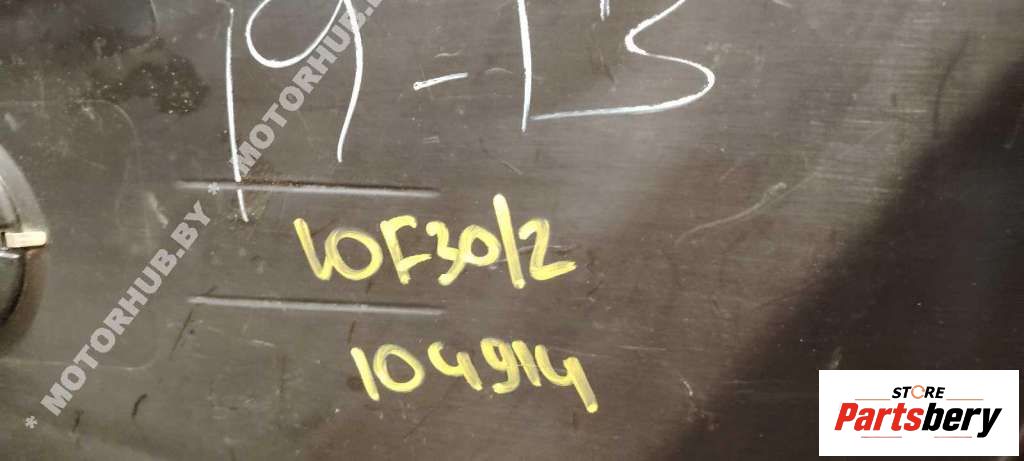 19-13
10F30/2
104914
* MOTORHUB.BY * MOTORHUB.BY
STORE
Partsbery